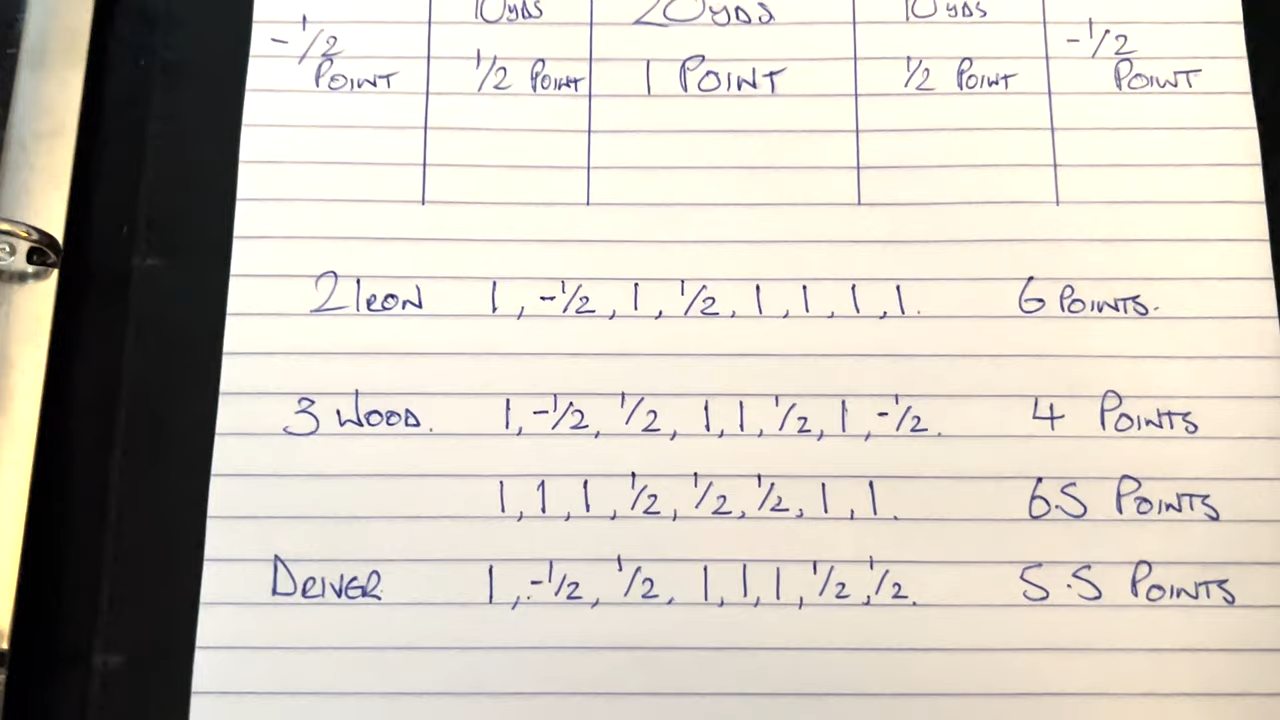 10yds 20yds 10yds
-1/2 POINT 1/2 POINT 1 POINT 1/2 POINT -1/2 POINT
2 IRON 1, -1/2, 1, 1/2, 1, 1, 1, 1. 6 POINTS.
3 WOOD. 1, -1/2, 1/2, 1, 1, 1/2, 1, -1/2. 4 POINTS
1, 1, 1, 1/2, 1/2, 1/2, 1, 1. 6.5 POINTS
DRIVER 1, -1/2, 1/2, 1, 1, 1, 1/2, 1/2. 5.5 POINTS